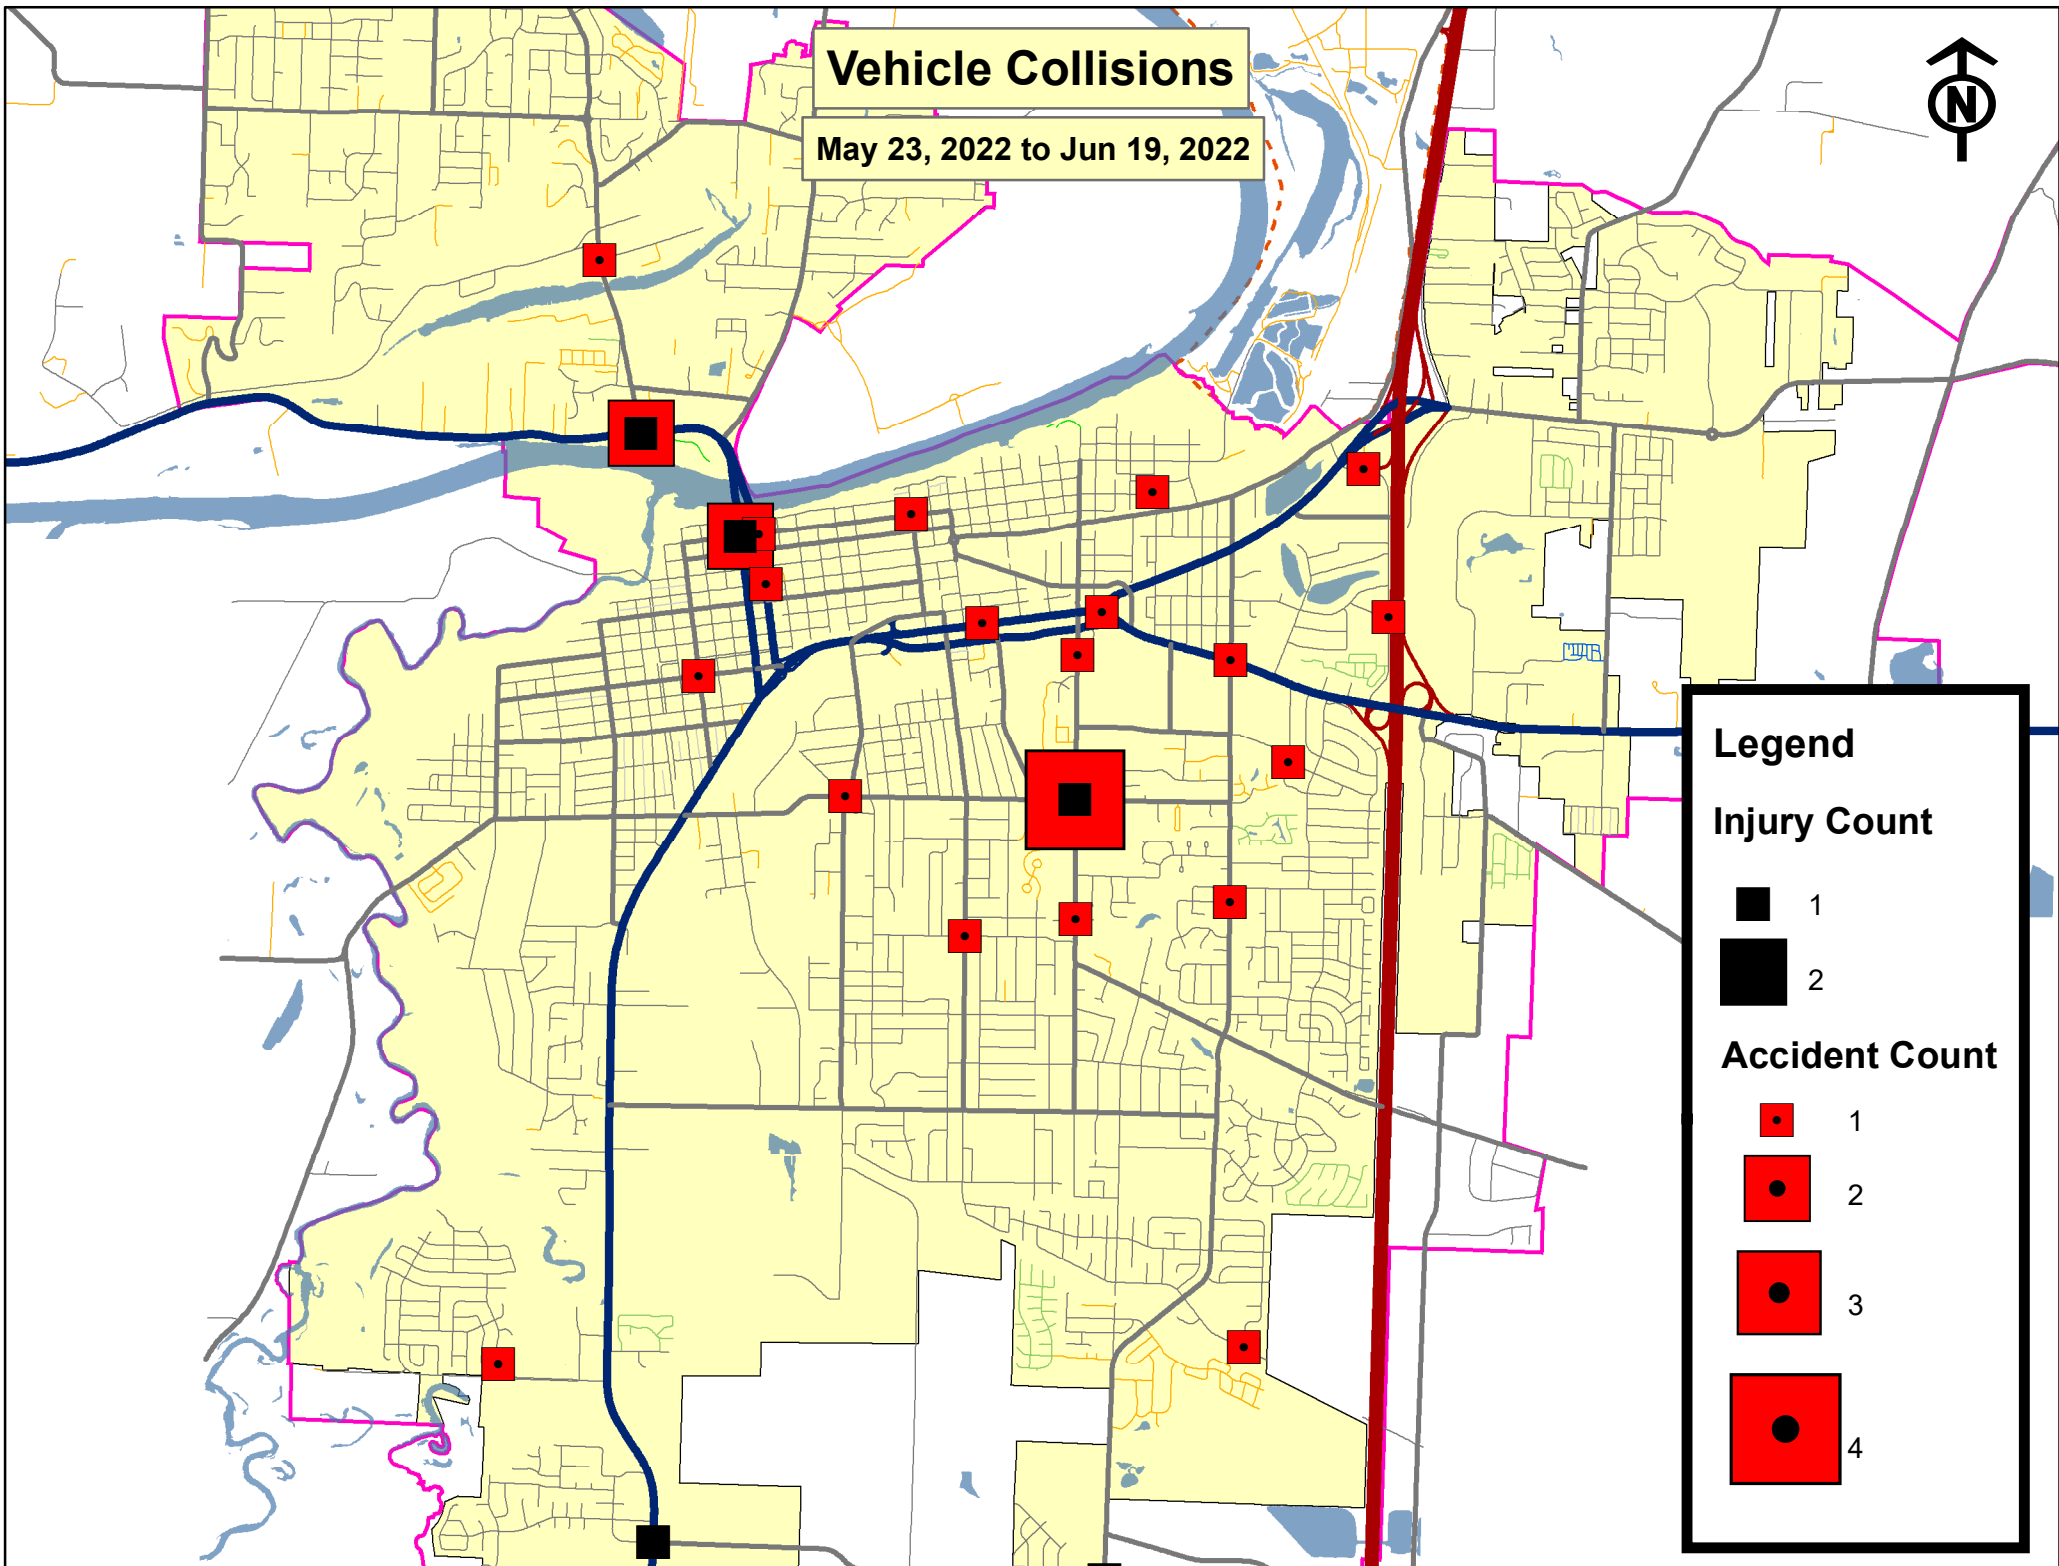 Vehicle Collisions
May 23, 2022 to Jun 19, 2022
N
Legend
Injury Count
1
2
Accident Count
1
2
3
4